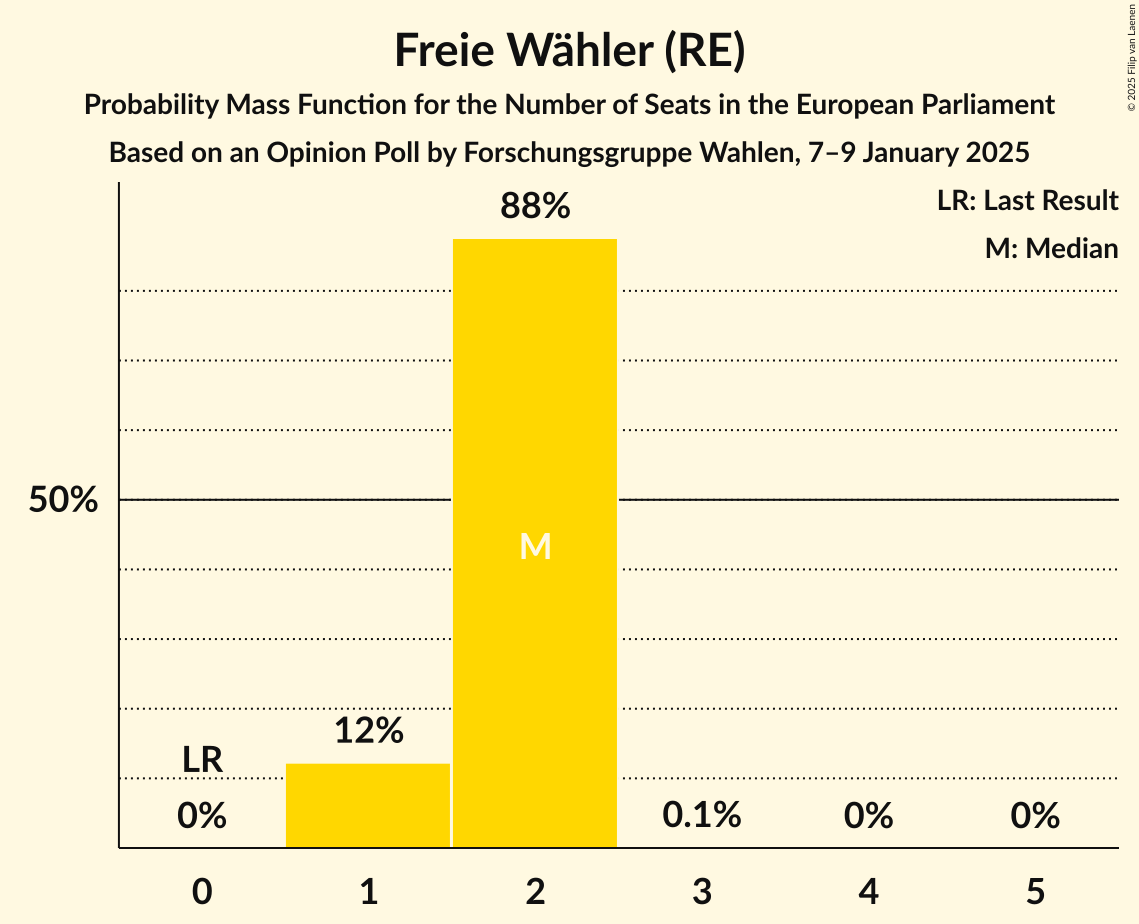 Freie Wähler (RE)
Probability Mass Function for the Number of Seats in the European Parliament
Based on an Opinion Poll by Forschungsgruppe Wahlen, 7–9 January 2025
© 2025 Filip van Laenen
LR: Last Result
M: Median
88%
50%
M
12%
LR
0%
0.1%
0%
0%
0
1
2
3
4
5